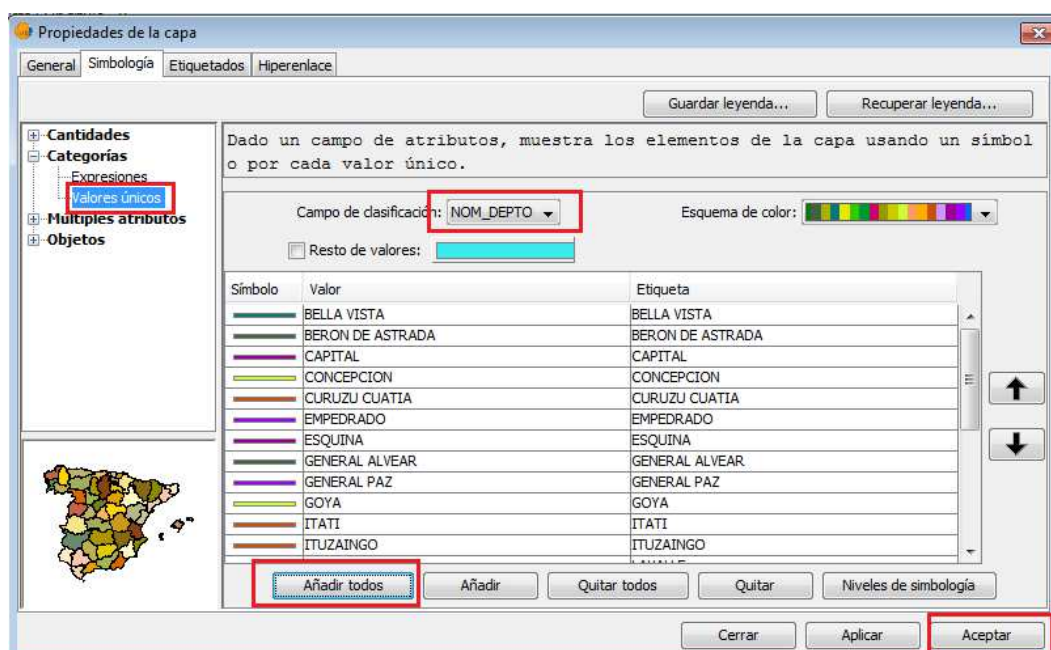 Propiedades de la capa
General Simbología Etiquetados Hiperenlace
Guardar leyenda... Recuperar leyenda...
Cantidades
Categorías
Expresiones
Valores únicos
Múltiples atributos
Objetos
Dado un campo de atributos, muestra los elementos de la capa usando un símbol
o por cada valor único.
Campo de clasificación: NOM_DEPTO Esquema de color:
Resto de valores:
Símbolo Valor Etiqueta
BELLA VISTA BELLA VISTA
BERON DE ASTRADA BERON DE ASTRADA
CAPITAL CAPITAL
CONCEPCION CONCEPCION
CURUZU CUATIA CURUZU CUATIA
EMPEDRADO EMPEDRADO
ESQUINA ESQUINA
GENERAL ALVEAR GENERAL ALVEAR
GENERAL PAZ GENERAL PAZ
GOYA GOYA
ITATI ITATI
ITUZAINGO ITUZAINGO
Añadir todos Añadir Quitar todos Quitar Niveles de simbología
Cerrar Aplicar Aceptar